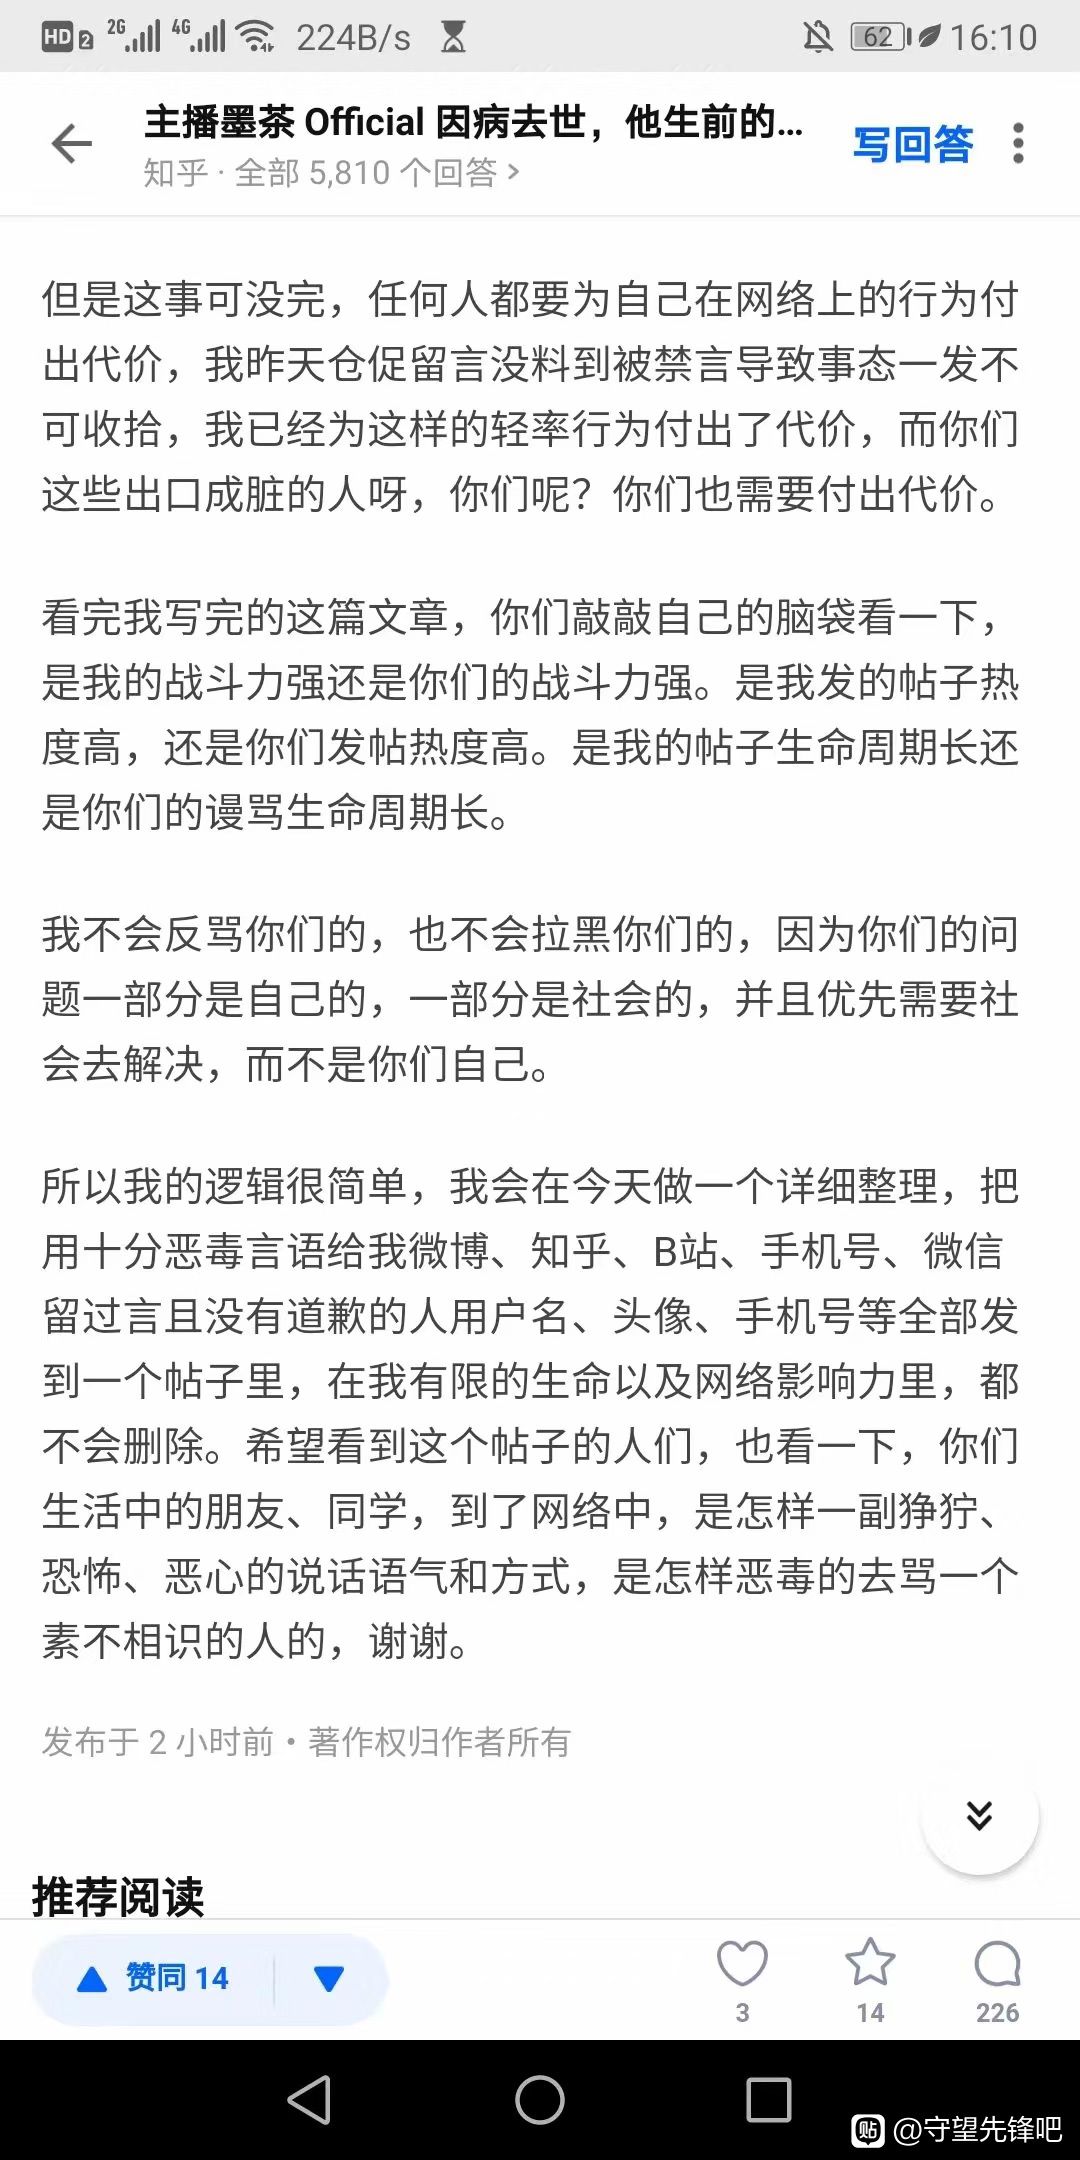 HD 2 2G 4G 224B/s 62 16:10
主播墨茶 Official 因病去世，他生前的... 写回答
知乎 · 全部 5,810 个回答 >
但是这事可没完，任何人都要为自己在网络上的行为付
出代价，我昨天仓促留言没料到被禁言导致事态一发不
可收拾，我已经为这样的轻率行为付出了代价，而你们
这些出口成脏的人呀，你们呢？你们也需要付出代价。
看完我写完的这篇文章，你们敲敲自己的脑袋看一下，
是我的战斗力强还是你们的战斗力强。是我发的帖子热
度高，还是你们发帖热度高。是我的帖子生命周期长还
是你们的谩骂生命周期长。
我不会反骂你们的，也不会拉黑你们的，因为你们的问
题一部分是自己的，一部分是社会的，并且优先需要社
会去解决，而不是你们自己。
所以我的逻辑很简单，我会在今天做一个详细整理，把
用十分恶毒言语给我微博、知乎、B站、手机号、微信
留过言且没有道歉的人用户名、头像、手机号等全部发
到一个帖子里，在我有限的生命以及网络影响力里，都
不会删除。希望看到这个帖子的人们，也看一下，你们
生活中的朋友、同学，到了网络中，是怎样一副狰狞、
恐怖、恶心的说话语气和方式，是怎样恶毒的去骂一个
素不相识的人的，谢谢。
发布于 2 小时前 · 著作权归作者所有
推荐阅读
赞同 14
3 14 226
贴 @守望先锋吧